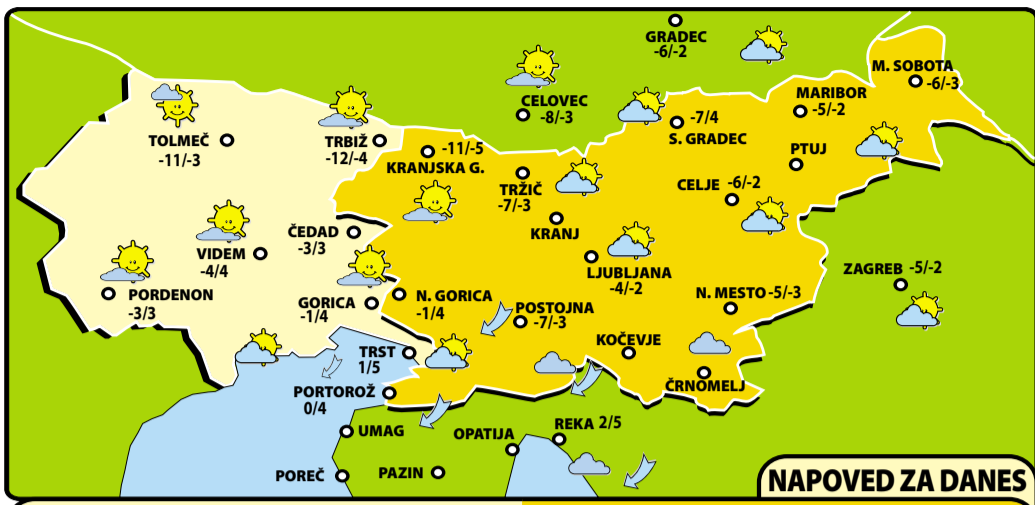 GRADEC
-6/-2
M. SOBOTA
-6/-3
CELOVEC
-8/-3
MARIBOR
-5/-2
-7/4
S. GRADEC
TOLMEČ
-11/-3
TRBIŽ
-12/-4
-11/-5
KRANJSKA G.
PTUJ
TRŽIČ
-7/-3
CELJE -6/-2
KRANJ
ČEDAD
-3/3
VIDEM
-4/4
LJUBLJANA
-4/-2
ZAGREB -5/-2
PORDENON
-3/3
GORICA
-1/4
N. GORICA
-1/4
N. MESTO -5/-3
POSTOJNA
-7/-3
KOČEVJE
TRST
1/5
ČRNOMELJ
PORTOROŽ
0/4
UMAG
OPATIJA
REKA 2/5
POREČ
PAZIN
NAPOVED ZA DANES